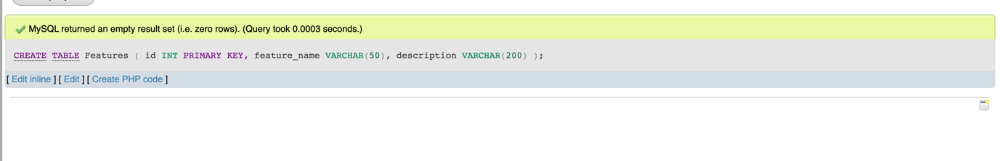 MySQL returned an empty result set (i.e. zero rows). (Query took 0.0003 seconds.)
CREATE TABLE Features ( id INT PRIMARY KEY, feature_name VARCHAR(50), description VARCHAR(200) );
[ Edit inline ] [ Edit ] [ Create PHP code ]